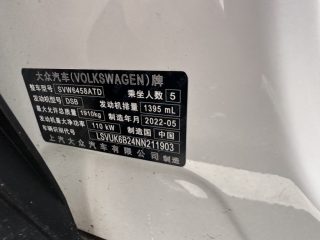 大众汽车(VOLKSWAGEN)牌
整车型号 SVW6458ATD 乘坐人数 5
发动机型号 DSB 发动机排量 1395 mL
最大允许总质量 1910kg 制造年月 2022-05
发动机最大净功率 110 kW 制造国 中国
车辆识别代号 LSVUK6B24NN211903
上汽大众汽车有限公司 制造